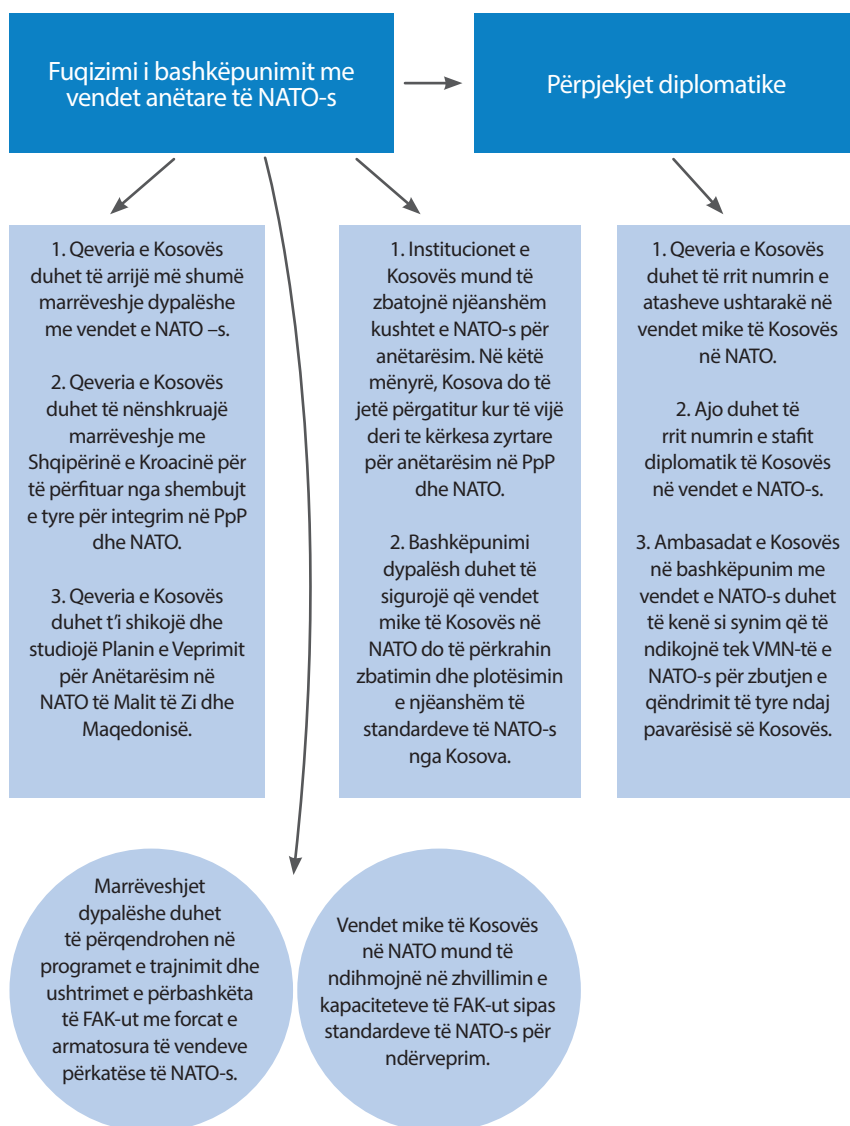 Fuqizimi i bashkëpunimit me
vendet anëtare të NATO-s
Përpjekjet diplomatike
1. Qeveria e Kosovës
duhet të arrijë më shumë
marrëveshje dypalëshe
me vendet e NATO –s.
2. Qeveria e Kosovës
duhet të nënshkruajë
marrëveshje me
Shqipërinë e Kroacinë për
të përfituar nga shembujt
e tyre për integrim në PpP
dhe NATO.
3. Qeveria e Kosovës
duhet t’i shikojë dhe
studiojë Planin e Veprimit
për Anëtarësim në
NATO të Malit të Zi dhe
Maqedonisë.
1. Institucionet e
Kosovës mund të
zbatojnë njëanshëm
kushtet e NATO-s për
anëtarësim. Në këtë
mënyrë, Kosova do të
jetë përgatitur kur të vijë
deri te kërkesa zyrtare
për anëtarësim në PpP
dhe NATO.
2. Bashkëpunimi
dypalësh duhet të
sigurojë që vendet
mike të Kosovës në
NATO do të përkrahin
zbatimin dhe plotësimin
e njëanshëm të
standardeve të NATO-s
nga Kosova.
1. Qeveria e Kosovës
duhet të rrit numrin e
atasheve ushtarakë në
vendet mike të Kosovës
në NATO.
2. Ajo duhet të
rrit numrin e stafit
diplomatik të Kosovës
në vendet e NATO-s.
3. Ambasadat e Kosovës
në bashkëpunim me
vendet e NATO-s duhet
të kenë si synim që të
ndikojnë tek VMN-të e
NATO-s për zbutjen e
qëndrimit të tyre ndaj
pavarësisë së Kosovës.
Marrëveshjet
dypalëshe duhet
të përqendrohen në
programet e trajnimit dhe
ushtrimet e përbashkëta
të FAK-ut me forcat e
armatosura të vendeve
përkatëse të NATO-s.
Vendet mike të Kosovës
në NATO mund të
ndihmojnë në zhvillimin e
kapaciteteve të FAK-ut sipas
standardeve të NATO-s për
ndërveprim.